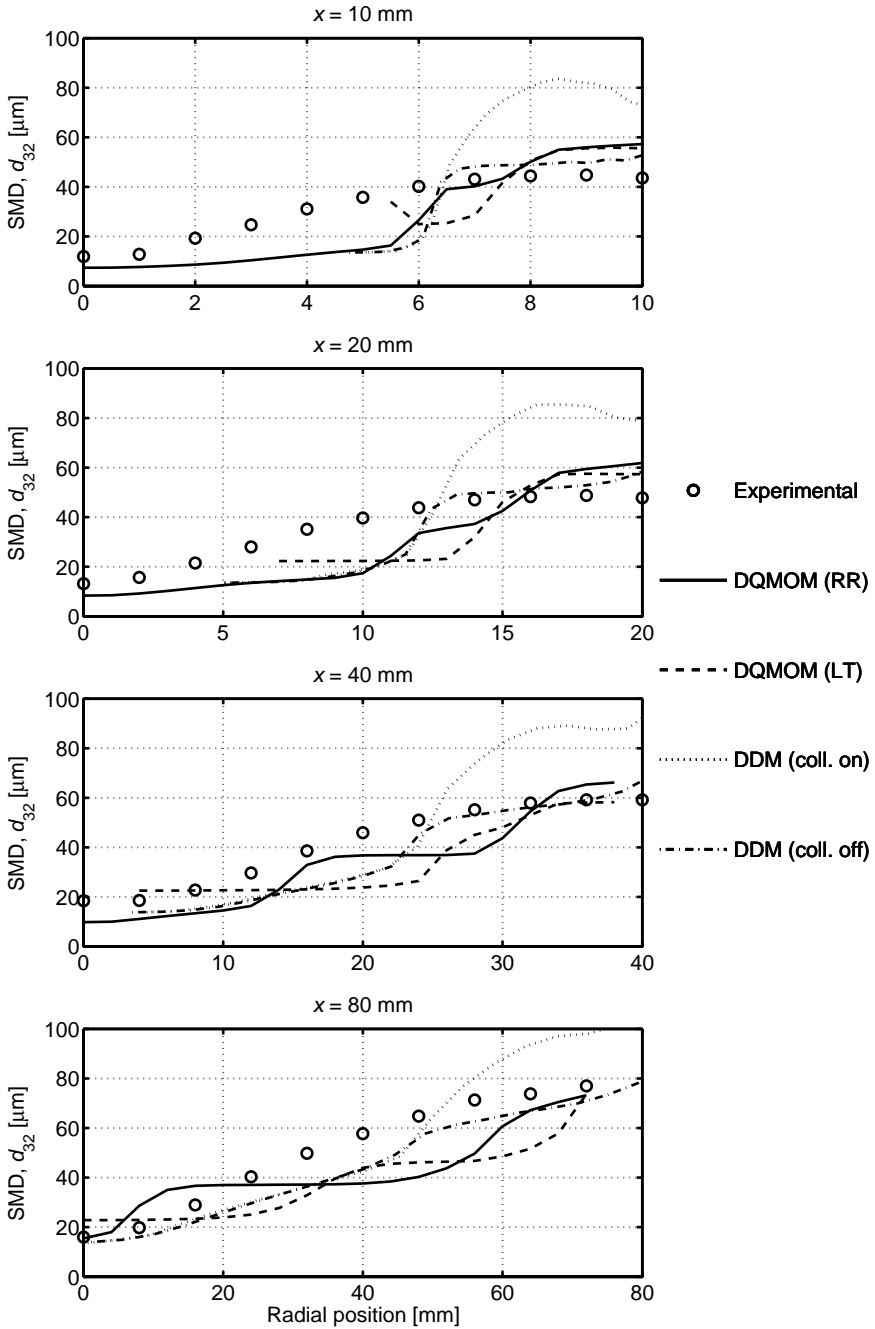 x = 10 mm
100
80
60
40
20
0
SMD, d32 [µm]
0 2 4 6 8 10
x = 20 mm
100
80
60
40
20
0
SMD, d32 [µm]
0 5 10 15 20
Experimental
DQMOM (RR)
DQMOM (LT)
DDM (coll. on)
DDM (coll. off)
x = 40 mm
100
80
60
40
20
0
SMD, d32 [µm]
0 10 20 30 40
x = 80 mm
100
80
60
40
20
0
SMD, d32 [µm]
0 20 40 60 80
Radial position [mm]